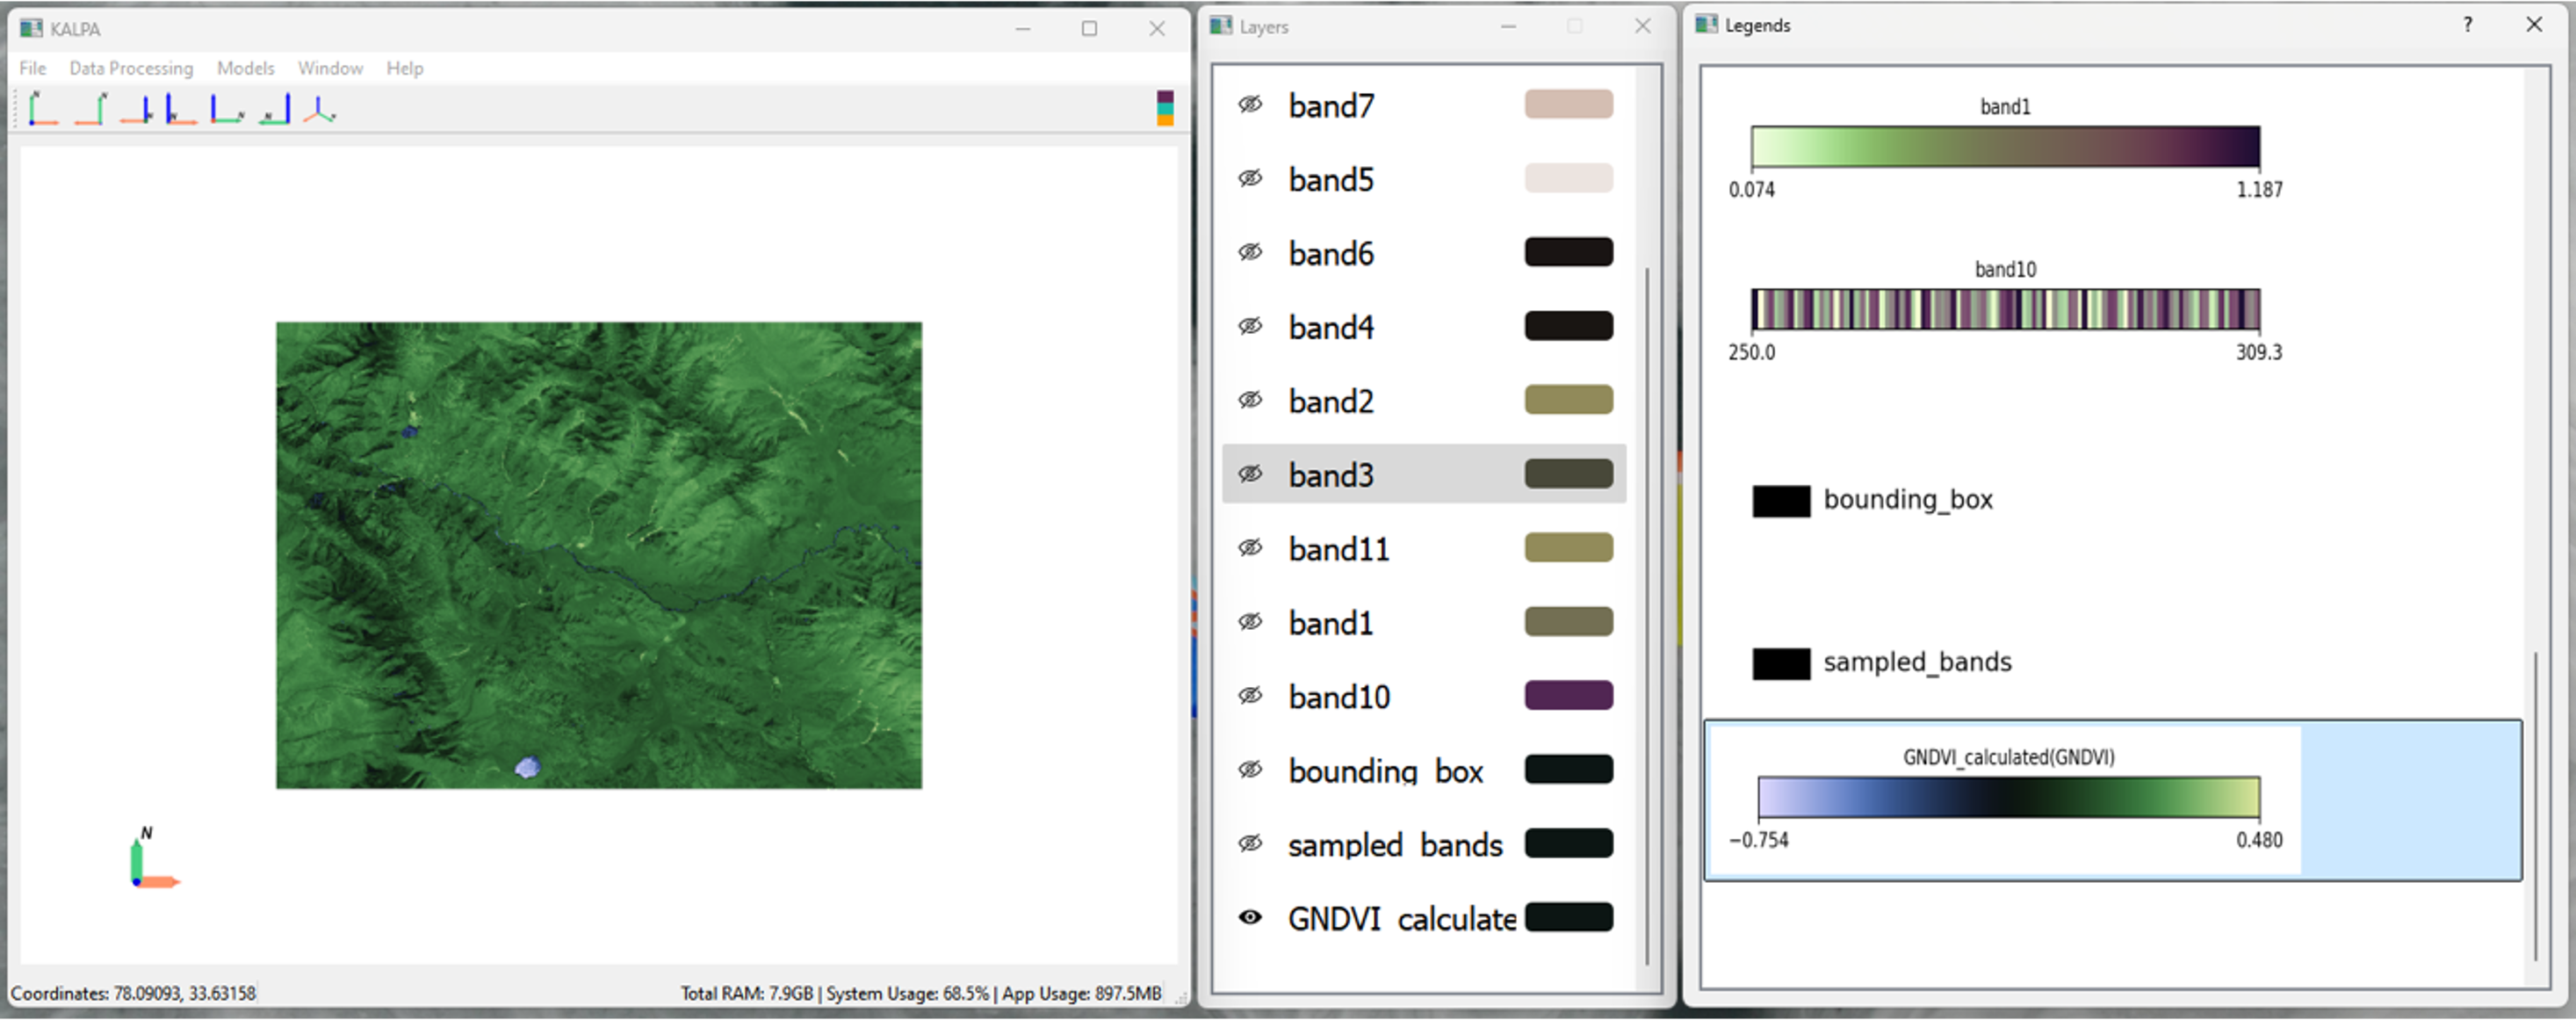 KALPA
File Data Processing Models Window Help
N
Coordinates: 78.09093, 33.63158
Total RAM: 7.9GB | System Usage: 68.5% | App Usage: 897.5MB
Layers
band7
band5
band6
band4
band2
band3
band11
band1
band10
bounding_box
sampled_bands
GNDVI_calculate
Legends
?
band1
0.074 1.187
band10
250.0 309.3
bounding_box
sampled_bands
GNDVI_calculated(GNDVI)
−0.754 0.480